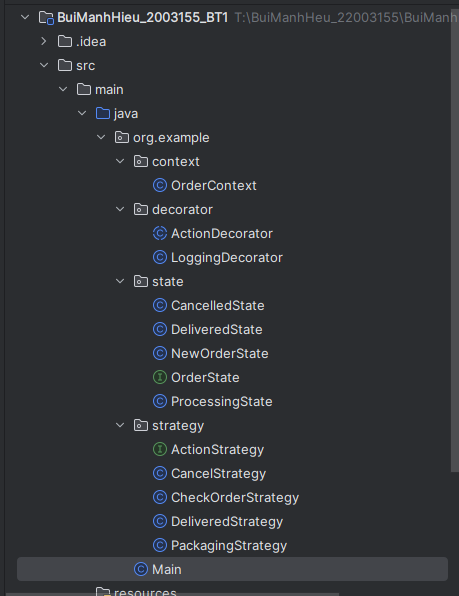 BuiManhHieu_2003155_BT1 T:\BuiManhHeu_22003155\BuiManh
.idea
src
main
java
org.example
context
OrderContext
decorator
ActionDecorator
LoggingDecorator
state
CancelledState
DeliveredState
NewOrderState
OrderState
ProcessingState
strategy
ActionStrategy
CancelStrategy
CheckOrderStrategy
DeliveredStrategy
PackagingStrategy
Main
resources